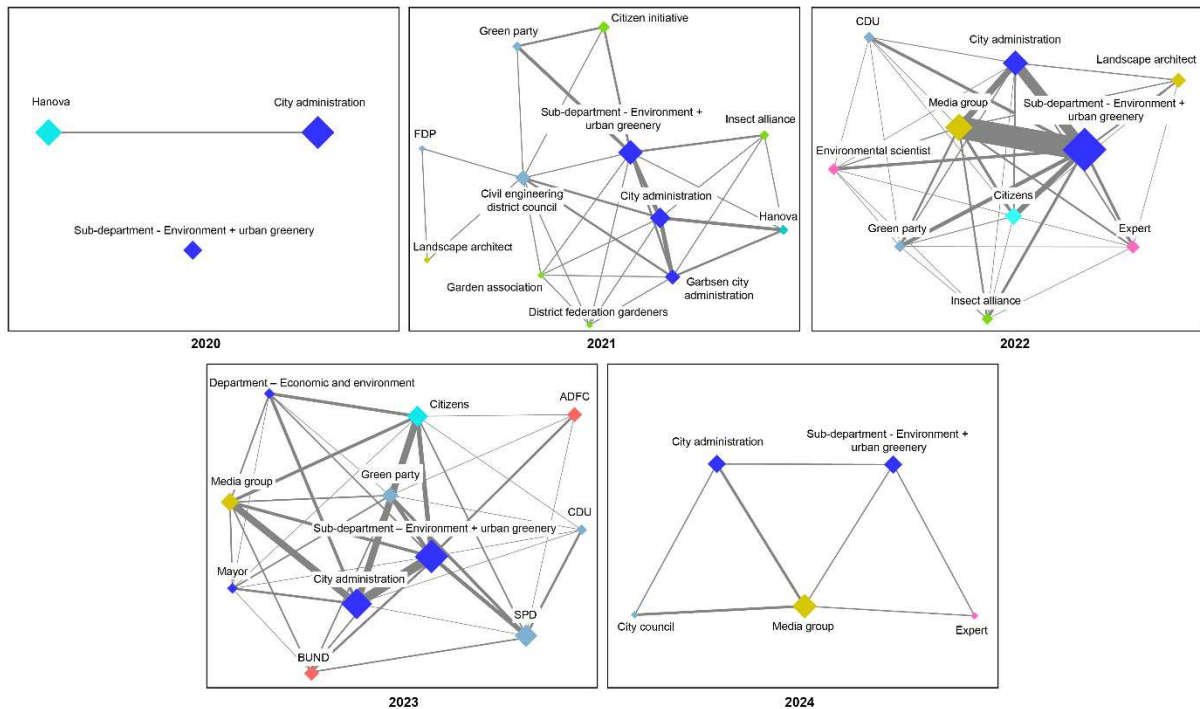 Hanova
City administration
Sub-department - Environment + urban greenery
2020
Citizen initiative
Green party
Sub-department - Environment +
urban greenery
Insect alliance
FDP
Civil engineering
district council
City administration
Hanova
Landscape architect
Garden association
Garbsen city
administration
District federation gardeners
2021
CDU
City administration
Landscape architect
Media group
Sub-department - Environment +
urban greenery
Environmental scientist
Citizens
Green party
Expert
Insect alliance
2022
Department – Economic and environment
Citizens
ADFC
Green party
Media group
CDU
Sub-department – Environment + urban greenery
Mayor
City administration
SPD
BUND
2023
City administration
Sub-department - Environment +
urban greenery
City council
Media group
Expert
2024